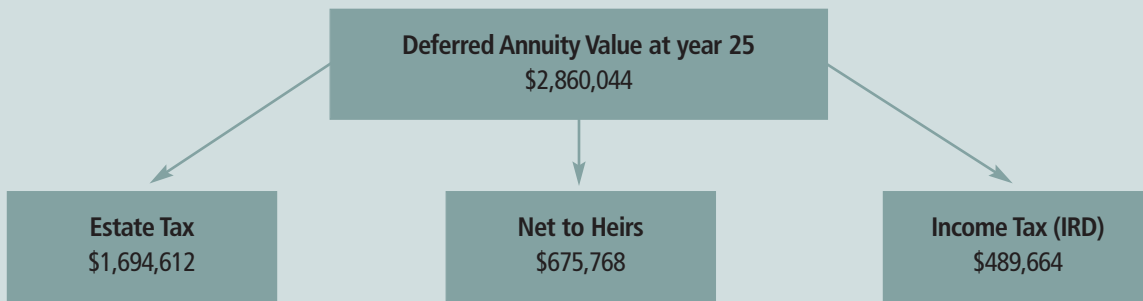 Deferred Annuity Value at year 25
$2,860,044
Estate Tax
$1,694,612
Net to Heirs
$675,768
Income Tax (IRD)
$489,664